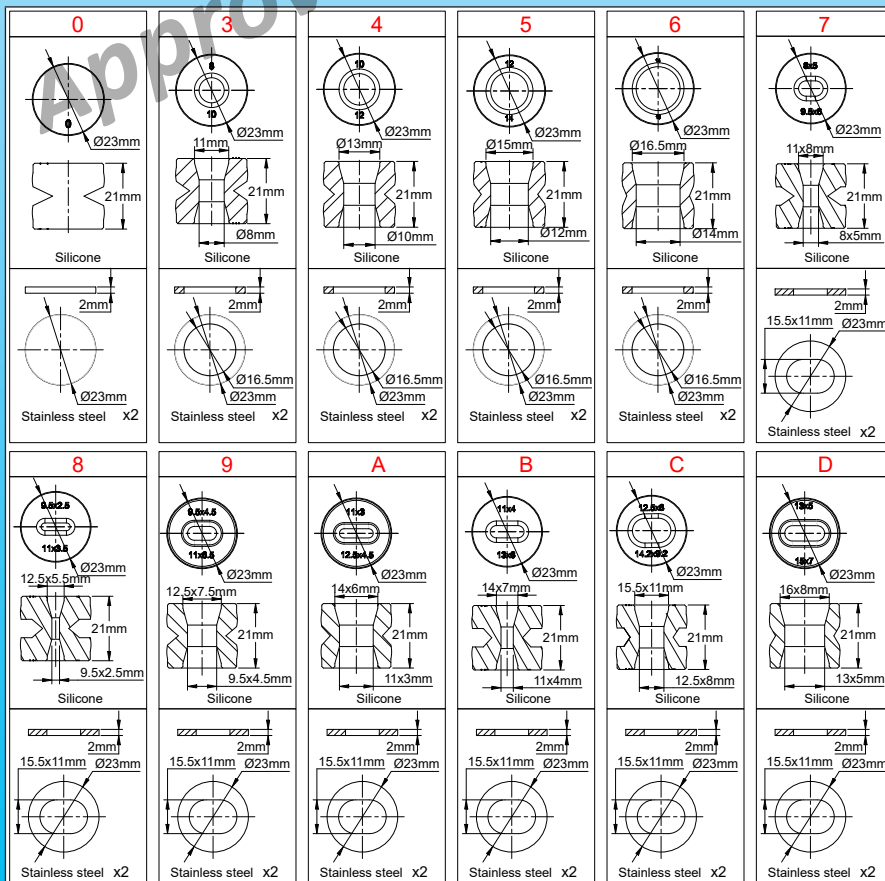 Approv
0
0
Ø23mm
21mm
Silicone
2mm
Ø23mm
Stainless steel x2
3
8
10
Ø23mm
11mm
21mm
Ø8mm
Silicone
2mm
Ø16.5mm
Ø23mm
Stainless steel x2
4
10
12
Ø23mm
Ø13mm
21mm
Ø10mm
Silicone
2mm
Ø16.5mm
Ø23mm
Stainless steel x2
5
12
14
Ø23mm
Ø15mm
21mm
Ø12mm
Silicone
2mm
Ø16.5mm
Ø23mm
Stainless steel x2
6
Ø23mm
Ø16.5mm
21mm
Ø14mm
Silicone
2mm
Ø16.5mm
Ø23mm
Stainless steel x2
7
8x5
9.5x6
Ø23mm
11x8mm
21mm
8x5mm
Silicone
2mm
15.5x11mm Ø23mm
Stainless steel x2
8
9.5x2.5
11x3.5
Ø23mm
12.5x5.5mm
21mm
9.5x2.5mm
Silicone
2mm
15.5x11mm Ø23mm
Stainless steel x2
9
9.5x4.5
11x6.5
Ø23mm
12.5x7.5mm
21mm
9.5x4.5mm
Silicone
2mm
15.5x11mm Ø23mm
Stainless steel x2
A
11x3
12.5x4.5
Ø23mm
14x6mm
21mm
11x3mm
Silicone
2mm
15.5x11mm Ø23mm
Stainless steel x2
B
11x4
Ø23mm
14x7mm
21mm
11x4mm
Silicone
2mm
15.5x11mm Ø23mm
Stainless steel x2
C
12.5x8
14.2x9.2
Ø23mm
15.5x11mm
21mm
12.5x8mm
Silicone
2mm
15.5x11mm Ø23mm
Stainless steel x2
D
13x5
15x7
Ø23mm
16x8mm
21mm
13x5mm
Silicone
2mm
15.5x11mm Ø23mm
Stainless steel x2